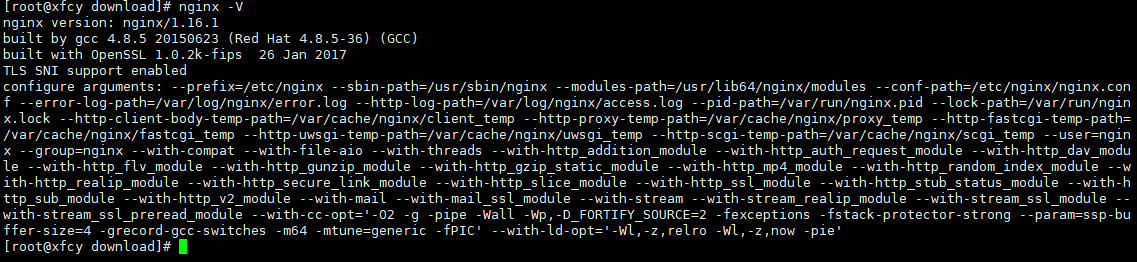 [root@xfcy download]# nginx -V
nginx version: nginx/1.16.1
built by gcc 4.8.5 20150623 (Red Hat 4.8.5-36) (GCC)
built with OpenSSL 1.0.2k-fips  26 Jan 2017
TLS SNI support enabled
configure arguments: --prefix=/etc/nginx --sbin-path=/usr/sbin/nginx --modules-path=/usr/lib64/nginx/modules --conf-path=/etc/nginx/nginx.con
f --error-log-path=/var/log/nginx/error.log --http-log-path=/var/log/nginx/access.log --pid-path=/var/run/nginx.pid --lock-path=/var/run/ngin
x.lock --http-client-body-temp-path=/var/cache/nginx/client_temp --http-proxy-temp-path=/var/cache/nginx/proxy_temp --http-fastcgi-temp-path=
/var/cache/nginx/fastcgi_temp --http-uwsgi-temp-path=/var/cache/nginx/uwsgi_temp --http-scgi-temp-path=/var/cache/nginx/scgi_temp --user=ngin
x --group=nginx --with-compat --with-file-aio --with-threads --with-http_addition_module --with-http_auth_request_module --with-http_dav_modu
le --with-http_flv_module --with-http_gunzip_module --with-http_gzip_static_module --with-http_mp4_module --with-http_random_index_module --w
ith-http_realip_module --with-http_secure_link_module --with-http_slice_module --with-http_ssl_module --with-http_stub_status_module --with-h
ttp_sub_module --with-http_v2_module --with-mail --with-mail_ssl_module --with-stream --with-stream_realip_module --with-stream_ssl_module --
with-stream_ssl_preread_module --with-cc-opt='-O2 -g -pipe -Wall -Wp,-D_FORTIFY_SOURCE=2 -fexceptions -fstack-protector-strong --param=ssp-bu
ffer-size=4 -grecord-gcc-switches -m64 -mtune=generic -fPIC' --with-ld-opt='-Wl,-z,relro -Wl,-z,now -pie'
[root@xfcy download]#